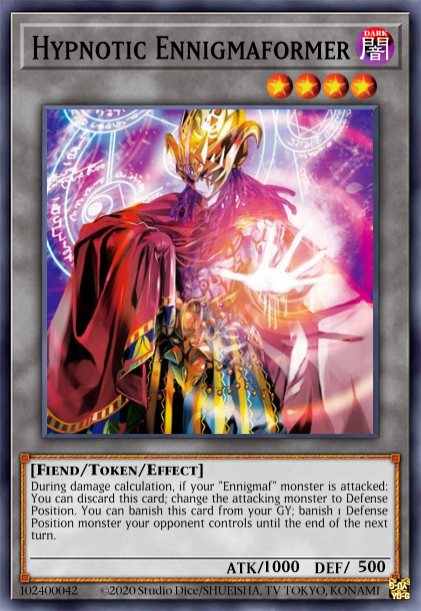 Hypnotic Ennigmaformer
DARK
闇
[Fiend/Token/Effect]
During damage calculation, if your "Ennigmaf" monster is attacked:
You can discard this card; change the attacking monster to Defense
Position. You can banish this card from your GY; banish 1 Defense
Position monster your opponent controls until the end of the next
turn.
ATK/1000 DEF/ 500
102400042 ©2020 Studio Dice/SHUEISHA, TV TOKYO, KONAMI